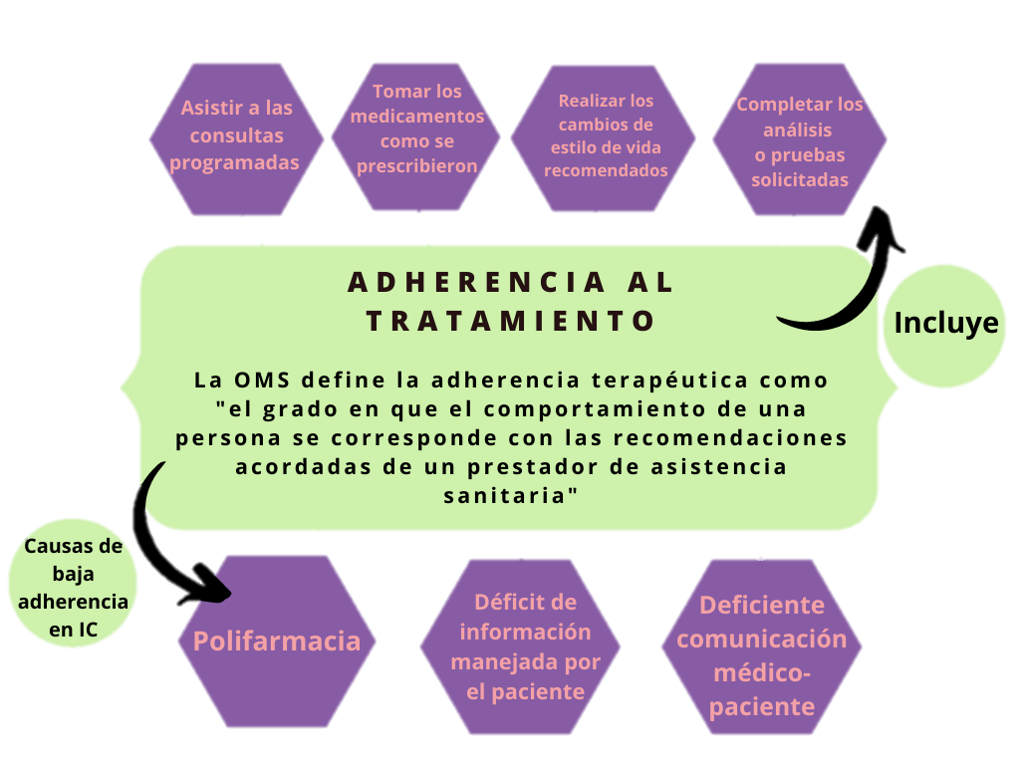 Asistir a las
consultas
programadas
Tomar los
medicamentos
como se
prescribieron
Realizar los
cambios de
estilo de vida
recomendados
Completar los
análisis
o pruebas
solicitadas
ADHERENCIA AL
TRATAMIENTO
Incluye
La OMS define la adherencia terapéutica como
"el grado en que el comportamiento de una
persona se corresponde con las recomendaciones
acordadas de un prestador de asistencia
sanitaria"
Causas de
baja
adherencia
en IC
Polifarmacia
Déficit de
información
manejada por
el paciente
Deficiente
comunicación
médico-
paciente